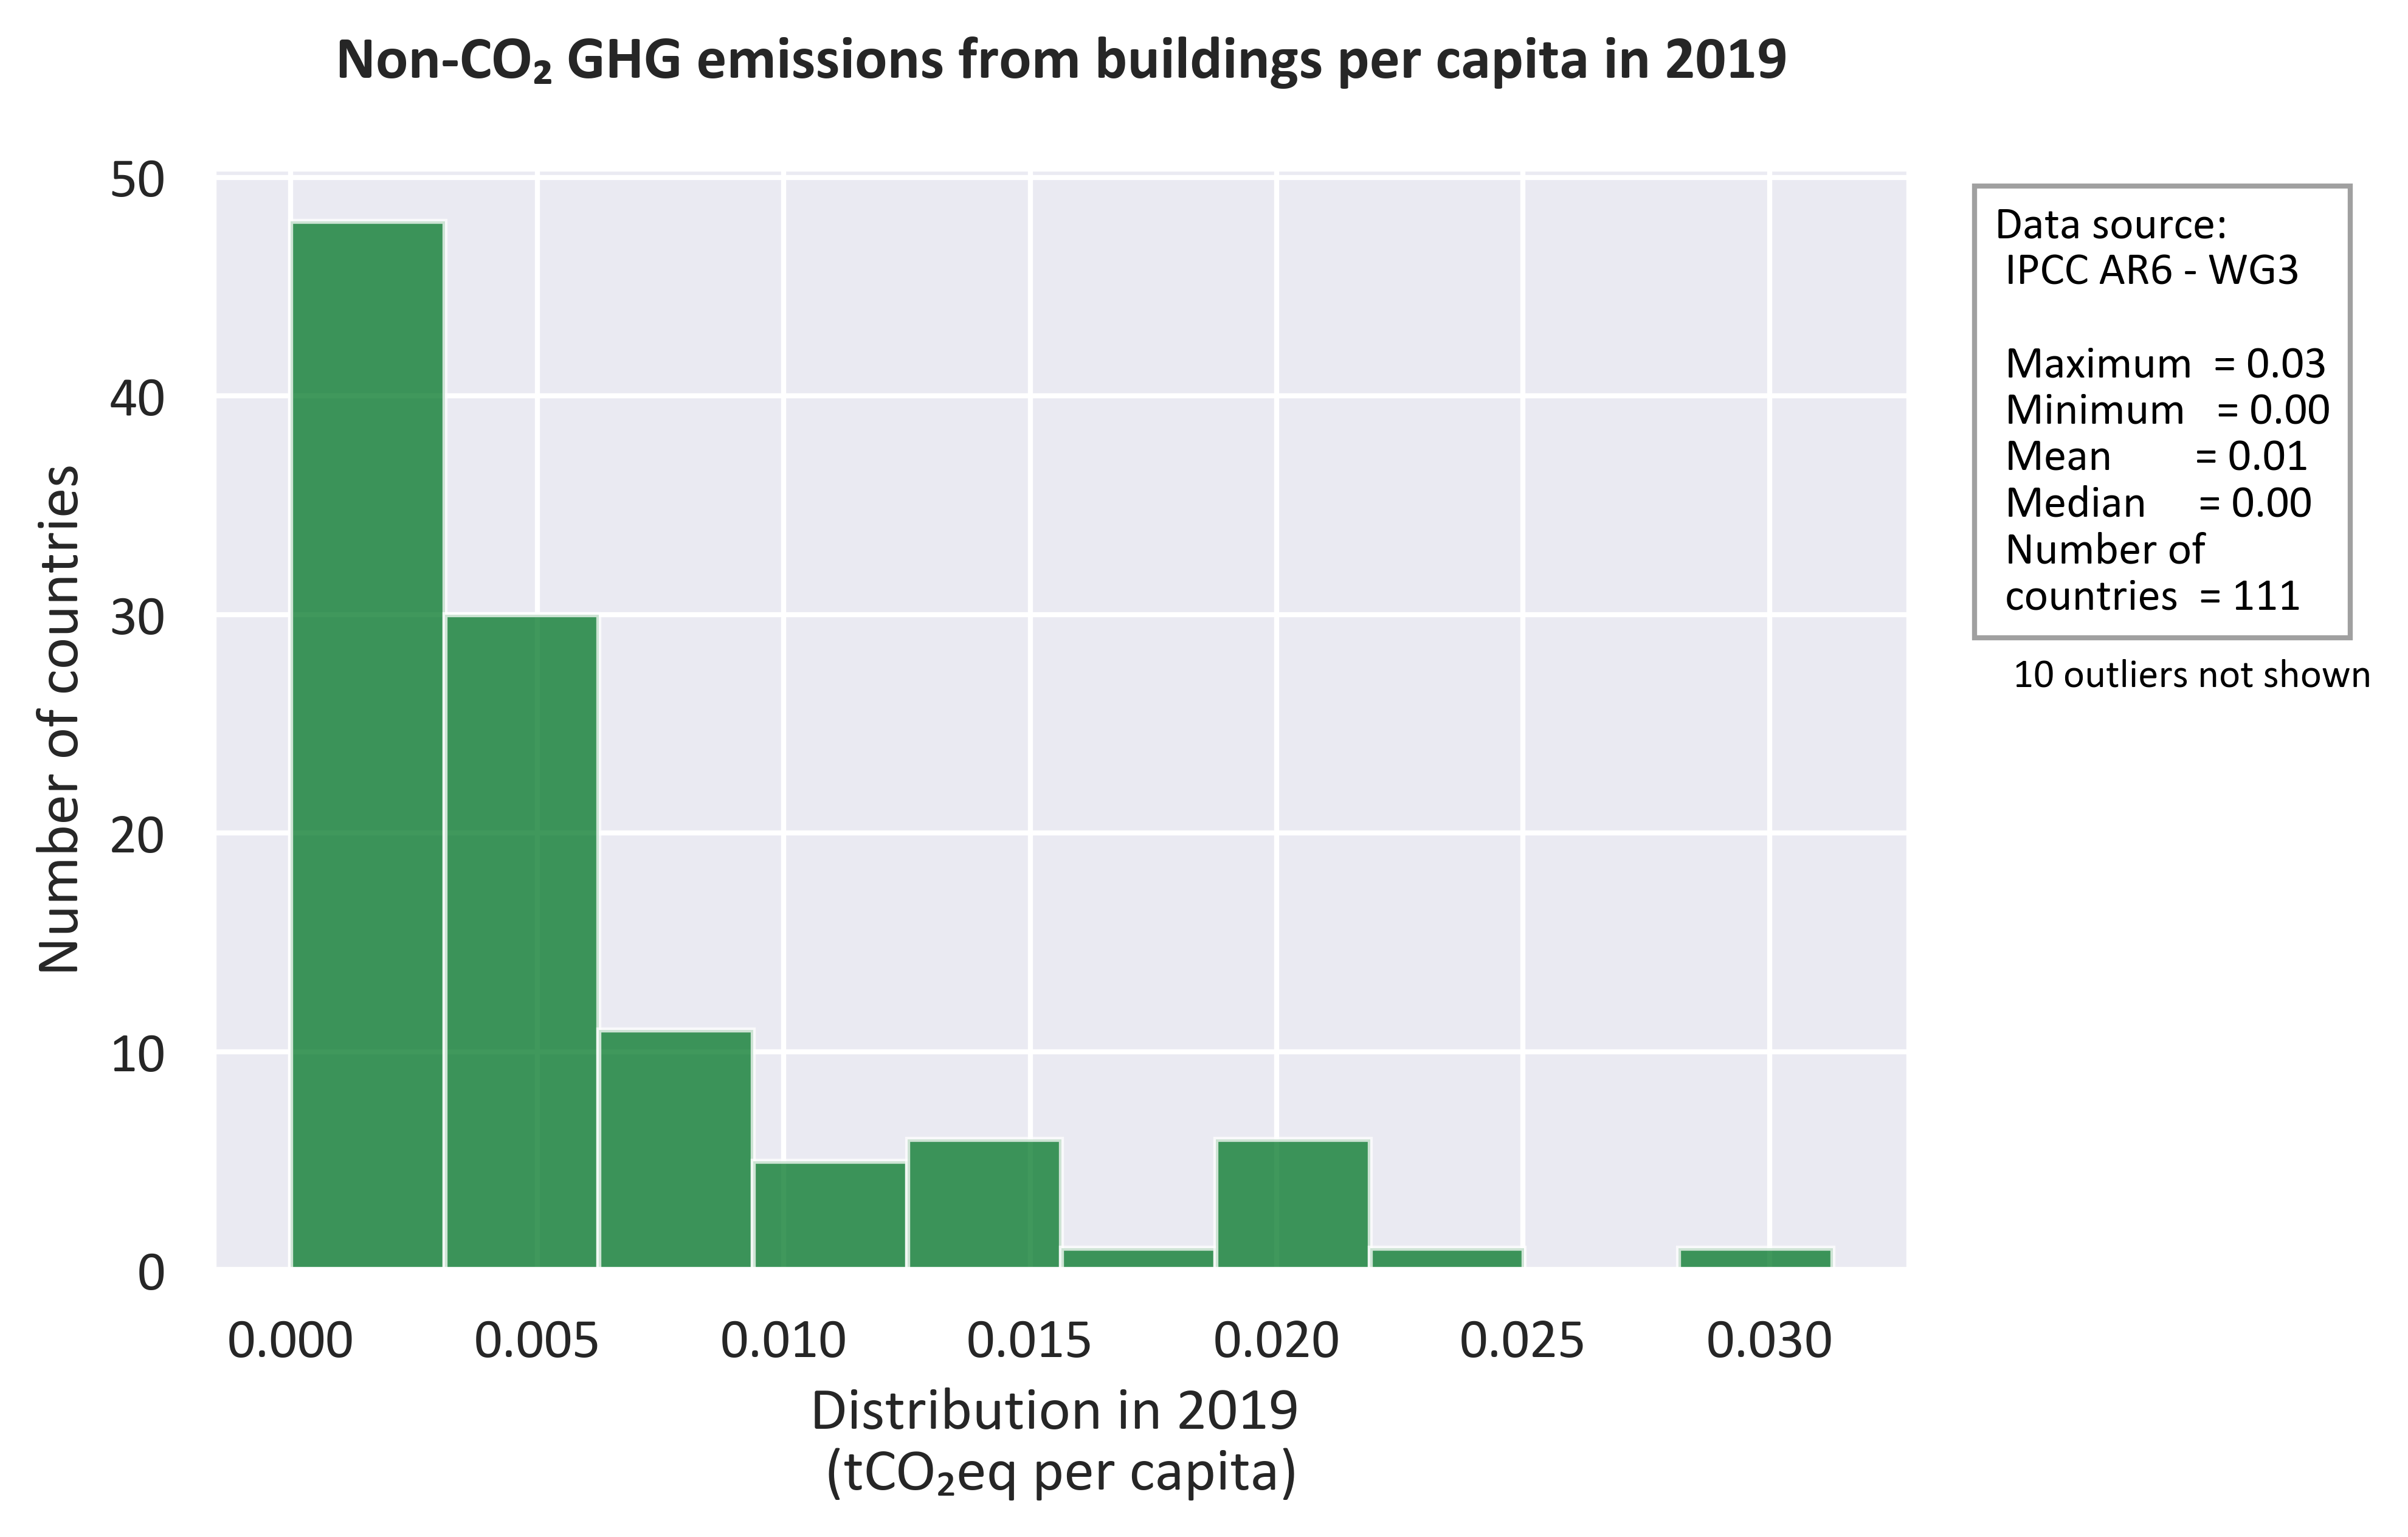 Non-CO₂ GHG emissions from buildings per capita in 2019
50
40
30
20
10
0
Number of countries
0.000 0.005 0.010 0.015 0.020 0.025 0.030
Distribution in 2019
(tCO₂eq per capita)
Data source:
IPCC AR6 - WG3
Maximum = 0.03
Minimum = 0.00
Mean = 0.01
Median = 0.00
Number of
countries = 111
10 outliers not shown